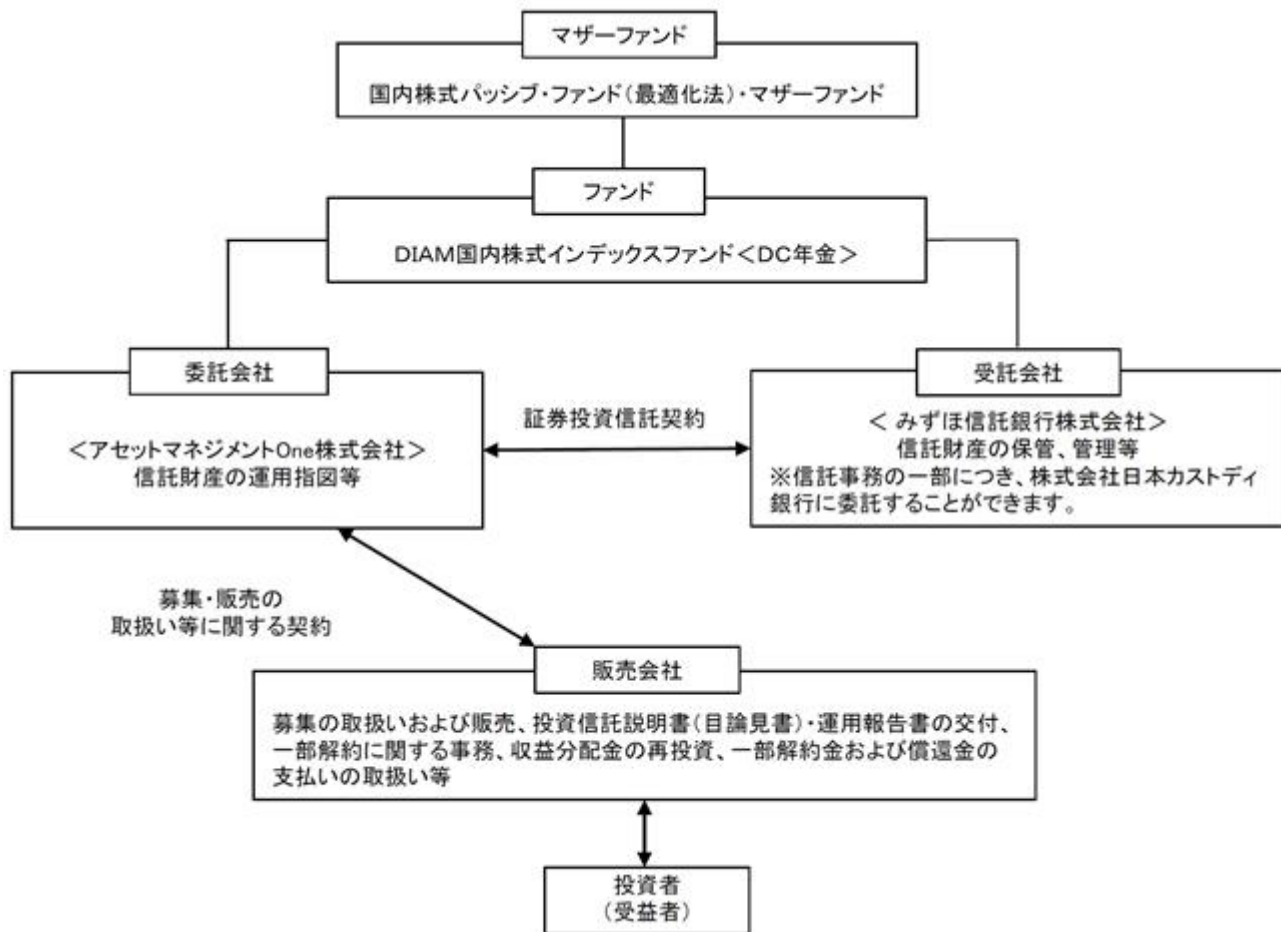 マザーファンド
国内株式パッシブ・ファンド(最適化法)・マザーファンド
ファンド
DIAM国内株式インデックスファンド<DC年金>
委託会社
<アセットマネジメントOne株式会社>
信託財産の運用指図等
証券投資信託契約
受託会社
< みずほ信託銀行株式会社>
信託財産の保管、管理等
※信託事務の一部につき、株式会社日本カストディ
銀行に委託することができます。
募集・販売の
取扱い等に関する契約
販売会社
募集の取扱いおよび販売、投資信託説明書(目論見書)・運用報告書の交付、
一部解約に関する事務、収益分配金の再投資、一部解約金および償還金の
支払いの取扱い等
投資者
(受益者)